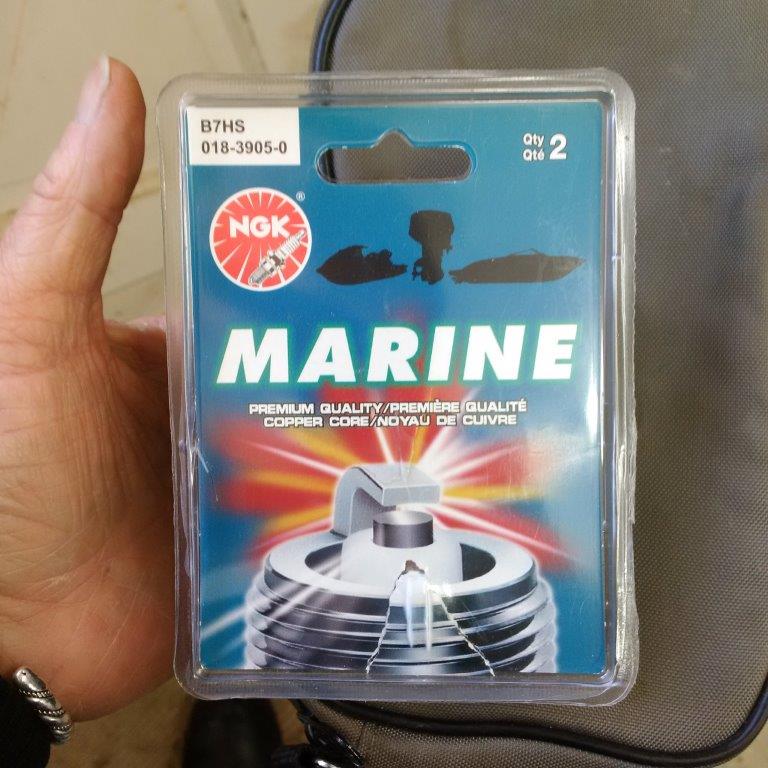 B7HS
018-3905-0
Qty 2
Qté
NGK
®
MARINE
PREMIUM QUALITY/PREMIÈRE QUALITÉ
COPPER CORE/NOYAU DE CUIVRE